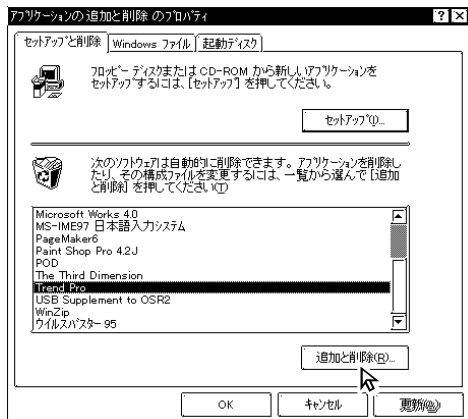 ｱﾌﾟﾘｹｰｼｮﾝの追加と削除 のﾌﾟﾛﾊﾟﾃｨ
ｾｯﾄｱｯﾌﾟと削除 Windows ﾌｧｲﾙ 起動ﾃﾞｨｽｸ
ﾌﾛｯﾋﾟｰ ﾃﾞｨｽｸまたは CD-ROM から新しいｱﾌﾟﾘｹｰｼｮﾝを
ｾｯﾄｱｯﾌﾟするには、[ｾｯﾄｱｯﾌﾟ] を押してください。
ｾｯﾄｱｯﾌﾟ(I)...
次のｿﾌﾄｳｪｱは自動的に削除できます。ｱﾌﾟﾘｹｰｼｮﾝを削除し
たり、その構成ﾌｧｲﾙを変更するには、一覧から選んで [追加
と削除] を押してください(T)
Microsoft Works 4.0
MS-IME97 日本語入力ｼｽﾃﾑ
PageMaker6
Paint Shop Pro 4.2J
POD
The Third Dimension
Trend Pro
USB Supplement to OSR2
WinZip
ｳｲﾙｽﾊﾞｽﾀｰ 95
追加と削除(R)...
OK ｷｬﾝｾﾙ 更新(A)